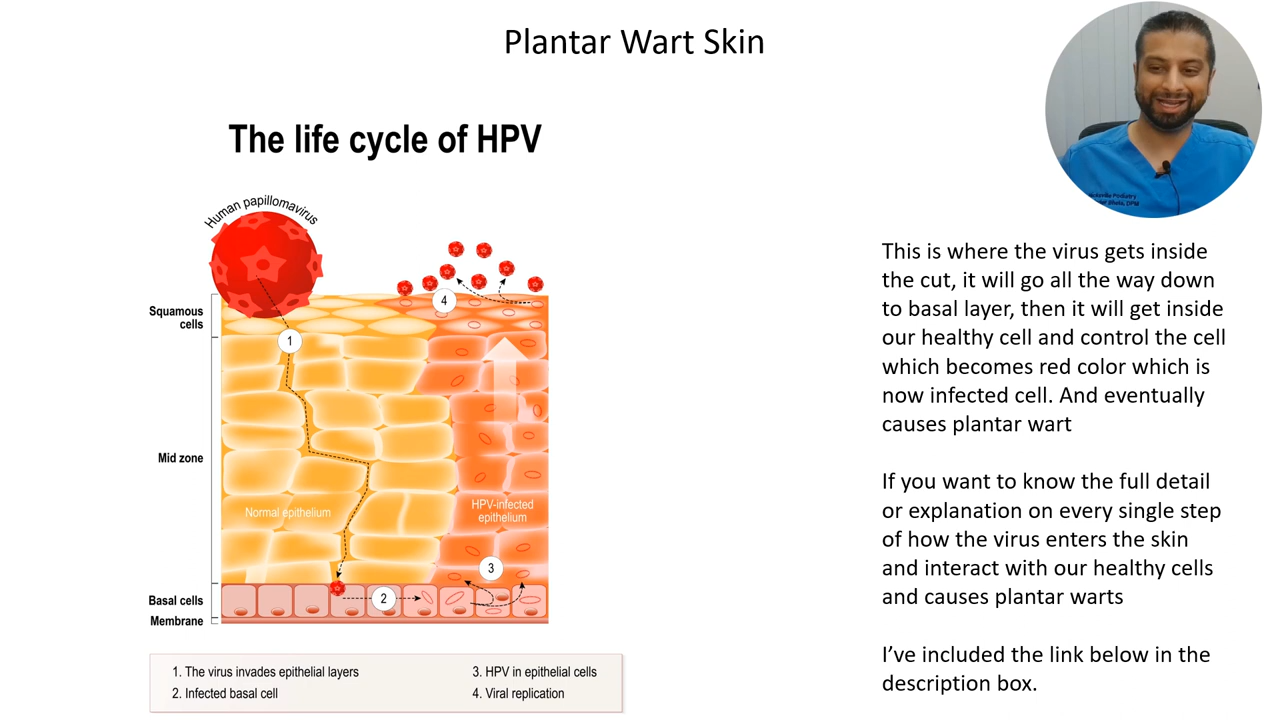 Plantar Wart Skin
The life cycle of HPV
Human papillomavirus
Squamous
cells
Mid zone
Basal cells
Membrane
1
2
3
4
Normal epithelium
HPV-infected
epithelium
1. The virus invades epithelial layers
2. Infected basal cell
3. HPV in epithelial cells
4. Viral replication
This is where the virus gets inside
the cut, it will go all the way down
to basal layer, then it will get inside
our healthy cell and control the cell
which becomes red color which is
now infected cell. And eventually
causes plantar wart
If you want to know the full detail
or explanation on every single step
of how the virus enters the skin
and interact with our healthy cells
and causes plantar warts
I’ve included the link below in the
description box.
Podiatry
DPM